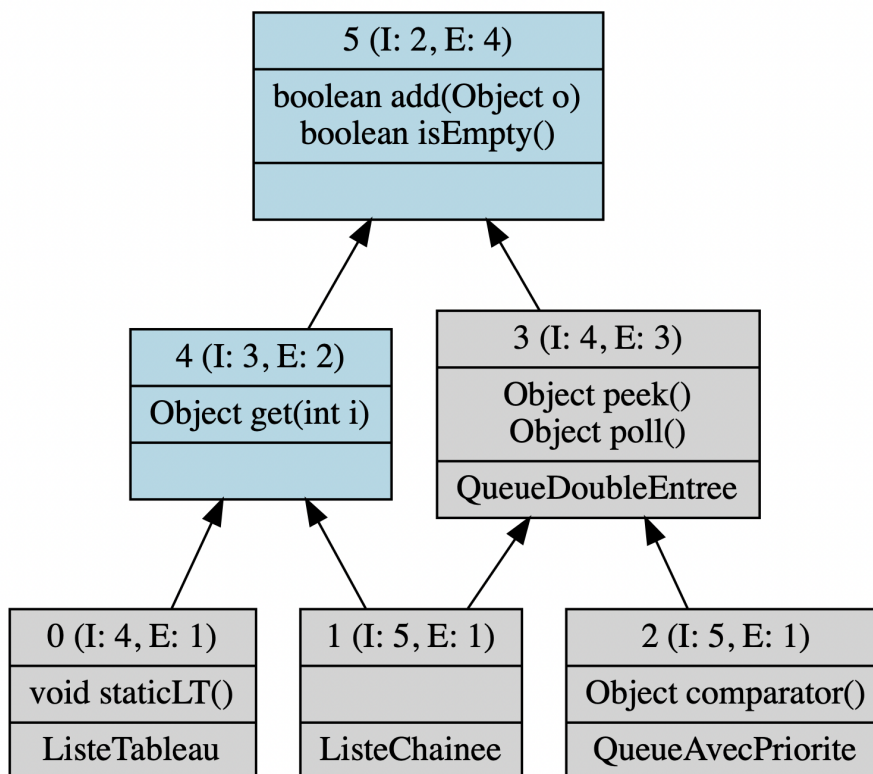 5 (I: 2, E: 4)
boolean add(Object o)
boolean isEmpty()
4 (I: 3, E: 2)
Object get(int i)
3 (I: 4, E: 3)
Object peek()
Object poll()
QueueDoubleEntree
0 (I: 4, E: 1)
void staticLT()
ListeTableau
1 (I: 5, E: 1)
ListeChainee
2 (I: 5, E: 1)
Object comparator()
QueueAvecPriorite